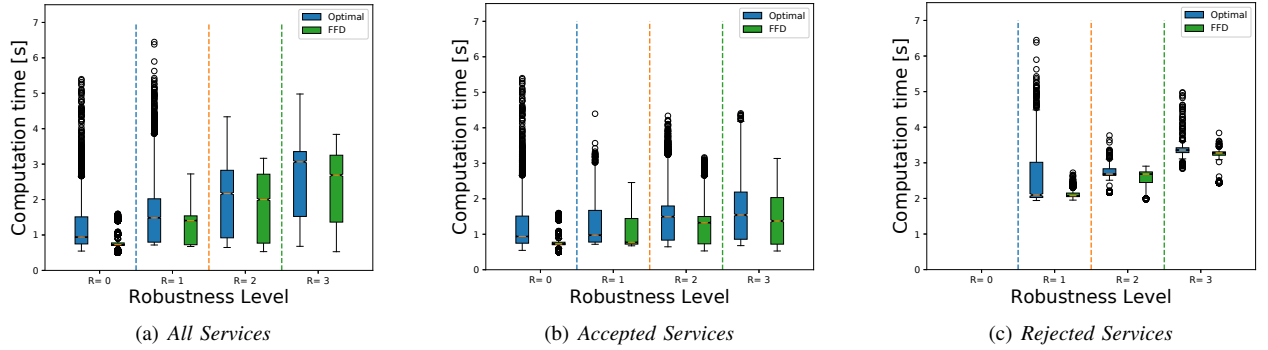 Computation time [s]
7
6
5
4
3
2
1
0
Optimal
FFD
R= 0
R= 1
R= 2
R= 3
Robustness Level
(a) All Services
Computation time [s]
7
6
5
4
3
2
1
0
Optimal
FFD
R= 0
R= 1
R= 2
R= 3
Robustness Level
(b) Accepted Services
Computation time [s]
7
6
5
4
3
2
1
0
Optimal
FFD
R= 0
R= 1
R= 2
R= 3
Robustness Level
(c) Rejected Services